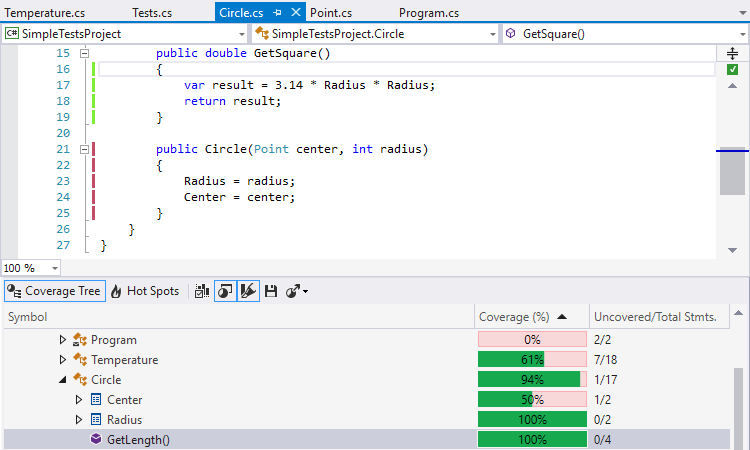 Temperature.cs Tests.cs Circle.cs Point.cs Program.cs
C# SimpleTestsProject SimpleTestsProject.Circle GetSquare()
15 public double GetSquare()
16 {
17 var result = 3.14 * Radius * Radius;
18 return result;
19 }
20
21 public Circle(Point center, int radius)
22 {
23 Radius = radius;
24 Center = center;
25 }
26 }
27 }
100 %
Coverage Tree Hot Spots
Symbol Coverage (%) Uncovered/Total Stmts.
Program 0% 2/2
Temperature 61% 7/18
Circle 94% 1/17
Center 50% 1/2
Radius 100% 0/2
GetLength() 100% 0/4